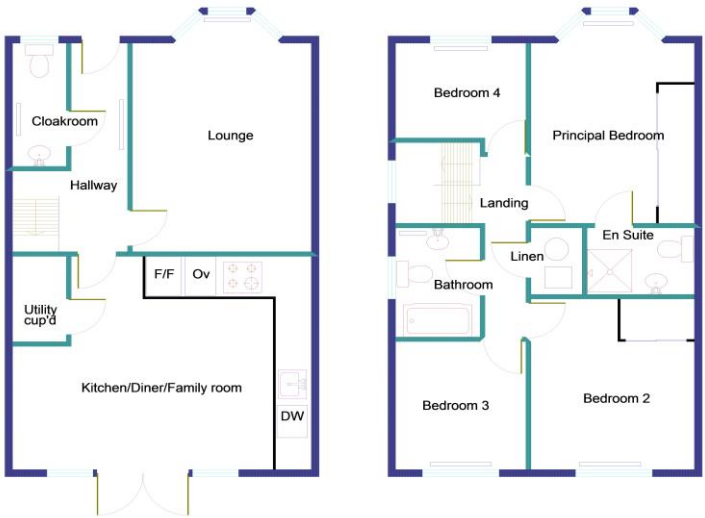 Cloakroom
Lounge
Hallway
F/F
Ov
Utility
cup'd
Kitchen/Diner/Family room
DW
Bedroom 4
Principal Bedroom
Landing
En Suite
Linen
Bathroom
Bedroom 3
Bedroom 2